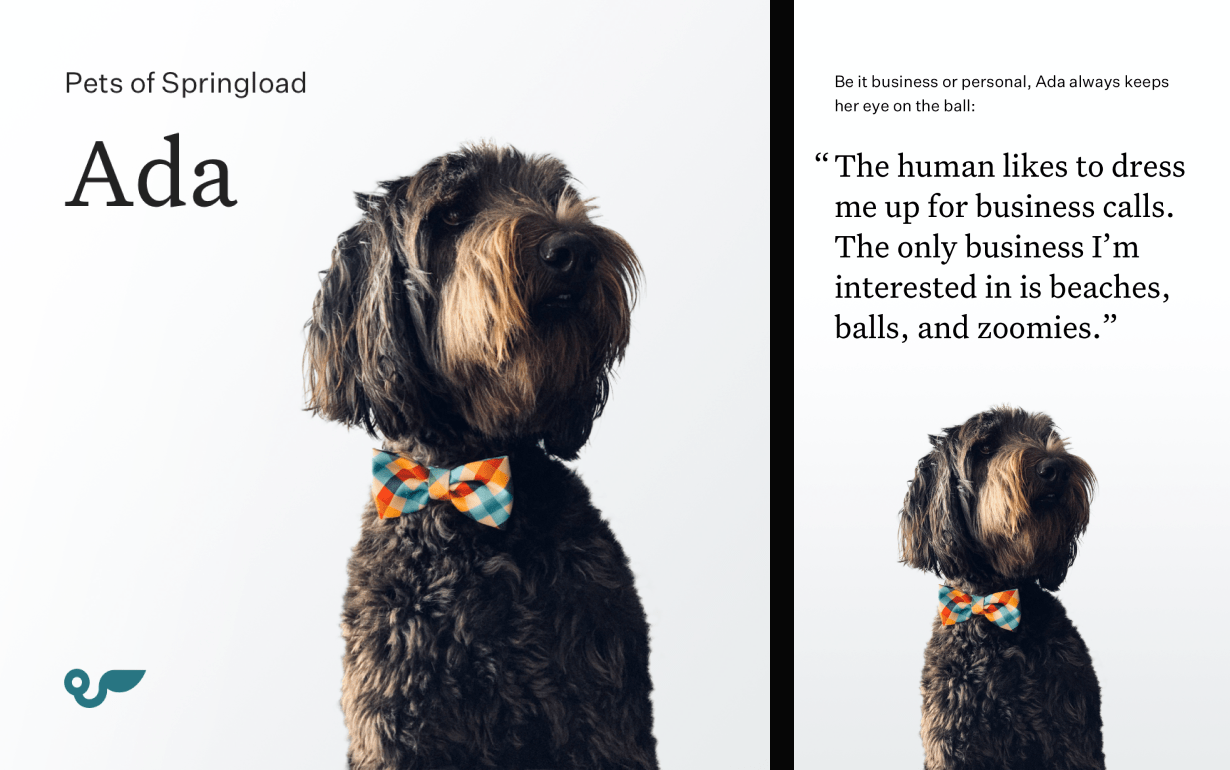 Pets of Springload
Ada
Be it business or personal, Ada always keeps
her eye on the ball:
“The human likes to dress
me up for business calls.
The only business I’m
interested in is beaches,
balls, and zoomies.”